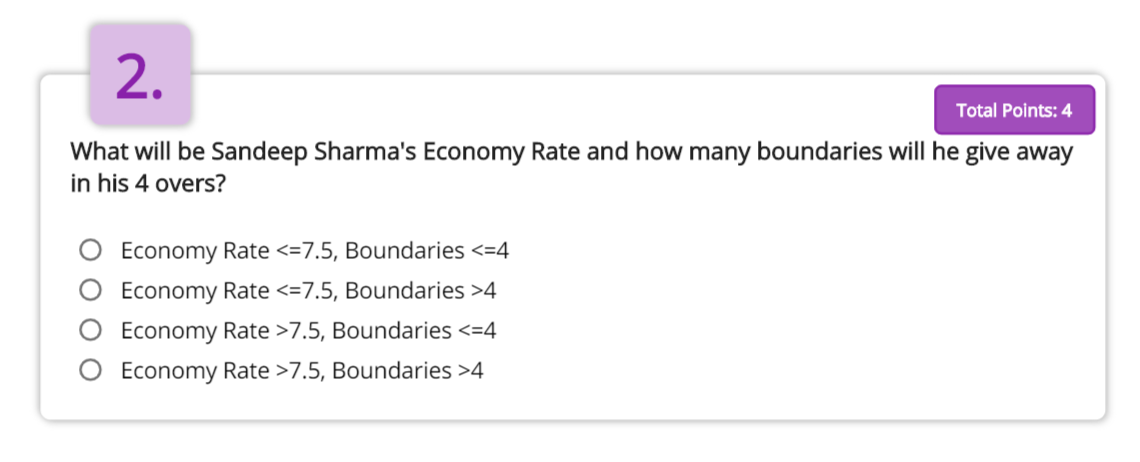 2.
Total Points: 4
What will be Sandeep Sharma's Economy Rate and how many boundaries will he give away
in his 4 overs?
Economy Rate <=7.5, Boundaries <=4
Economy Rate <=7.5, Boundaries >4
Economy Rate >7.5, Boundaries <=4
Economy Rate >7.5, Boundaries >4